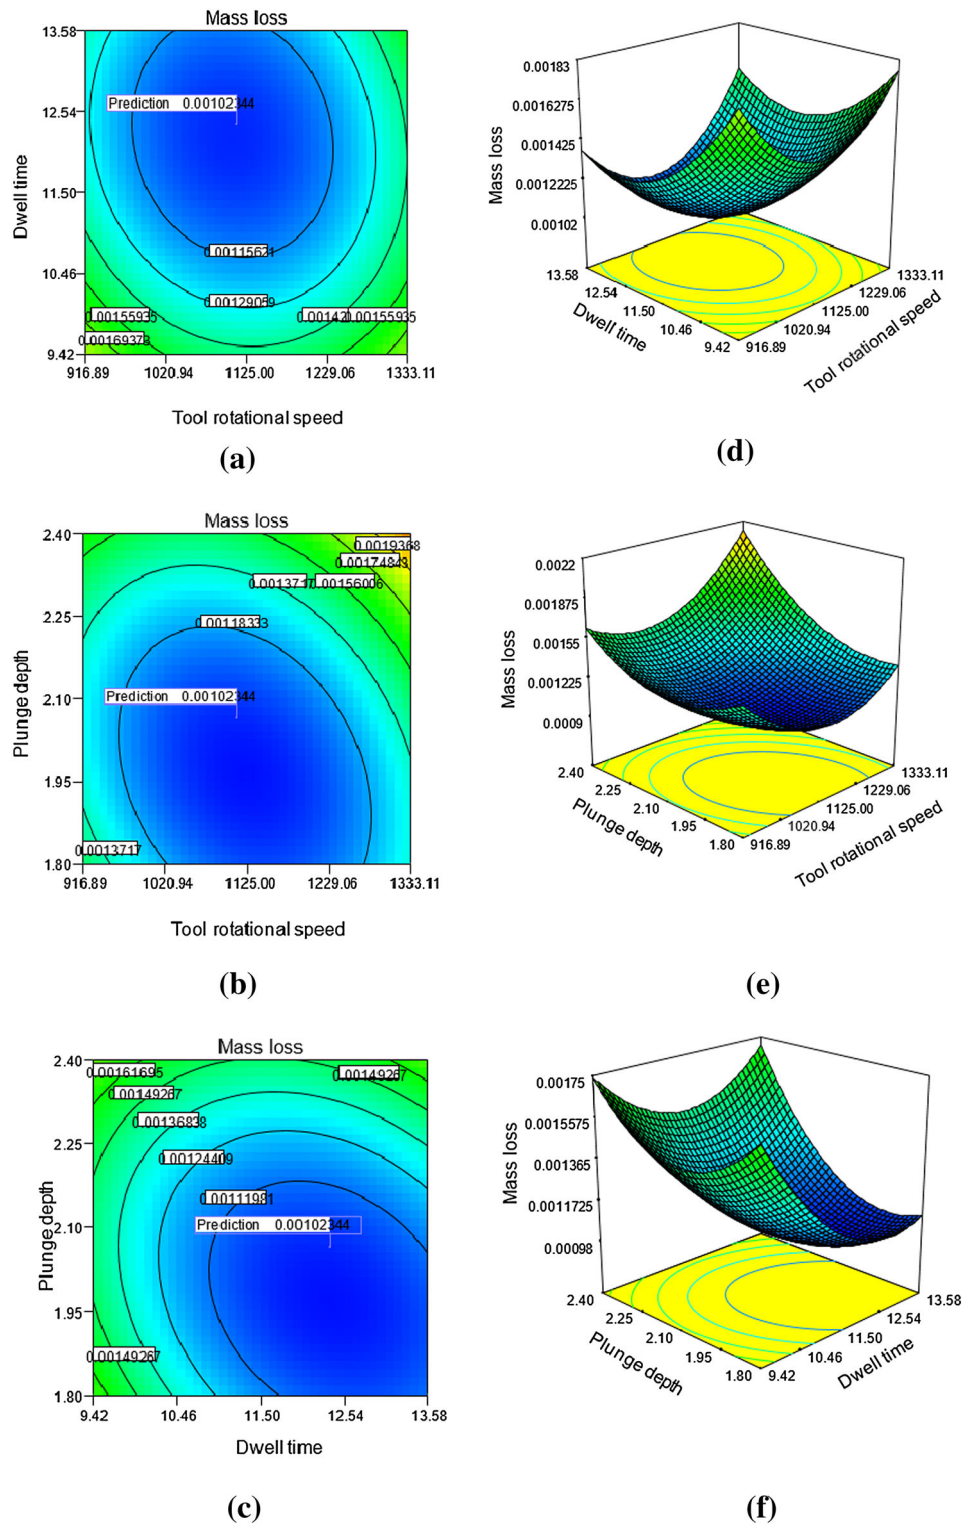 Mass loss
13.58
12.54
11.50
10.46
9.42
Dwell time
Prediction 0.00102344
0.00115621
0.00129059
0.00155935
0.00142
0.00155935
0.00169373
916.89 1020.94 1125.00 1229.06 1333.11
Tool rotational speed
(a)
0.00183
0.0016275
0.001425
0.0012225
0.00102
Mass loss
13.58
12.54
11.50
10.46
9.42
Dwell time
1333.11
1229.06
1125.00
1020.94
916.89
Tool rotational speed
(d)
Mass loss
2.40
2.25
2.10
1.95
1.80
Plunge depth
0.0019368
0.00174843
0.0013717
0.00156006
0.00118333
Prediction 0.00102344
0.0013717
916.89 1020.94 1125.00 1229.06 1333.11
Tool rotational speed
(b)
0.0022
0.001875
0.00155
0.001225
0.0009
Mass loss
2.40
2.25
2.10
1.95
1.80
Plunge depth
1333.11
1229.06
1125.00
1020.94
916.89
Tool rotational speed
(e)
Mass loss
2.40
2.25
2.10
1.95
1.80
Plunge depth
0.00161695
0.00149267
0.00149267
0.00136838
0.00124409
0.00111981
Prediction 0.00102344
0.00149267
9.42 10.46 11.50 12.54 13.58
Dwell time
(c)
0.00175
0.0015575
0.001365
0.0011725
0.00098
Mass loss
2.40
2.25
2.10
1.95
1.80
Plunge depth
13.58
12.54
11.50
10.46
9.42
Dwell time
(f)